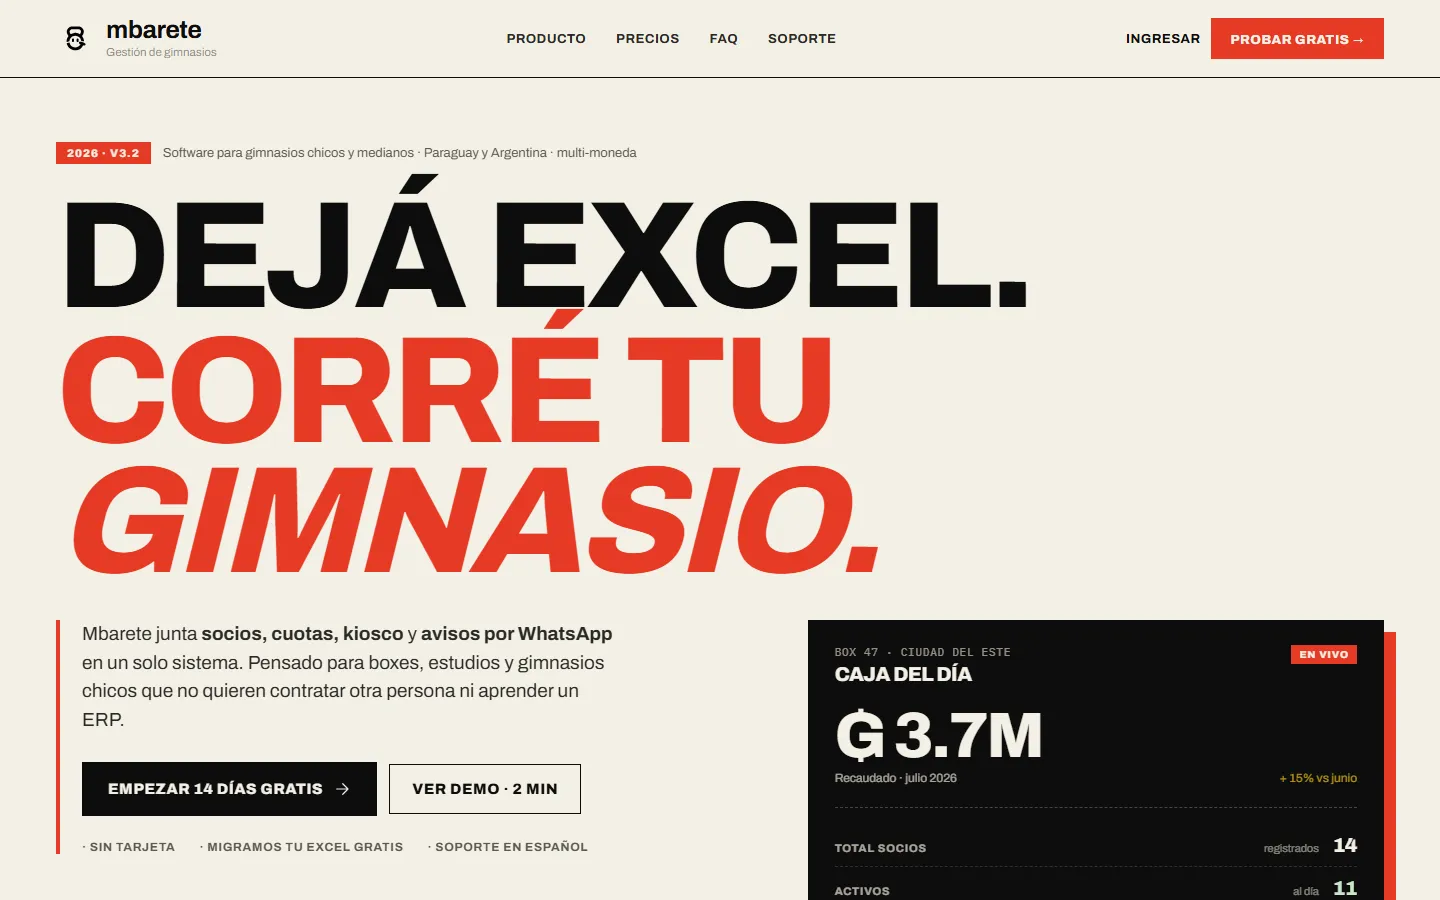 mbarete
Gestión de gimnasios
PRODUCTO
PRECIOS
FAQ
SOPORTE
INGRESAR
PROBAR GRATIS →
2026 · V3.2
Software para gimnasios chicos y medianos · Paraguay y Argentina · multi-moneda
DEJÁ EXCEL.
CORRÉ TU
GIMNASIO.
Mbarete junta socios, cuotas, kiosco y avisos por WhatsApp
en un solo sistema. Pensado para boxes, estudios y gimnasios
chicos que no quieren contratar otra persona ni aprender un
ERP.
EMPEZAR 14 DÍAS GRATIS →
VER DEMO · 2 MIN
· SIN TARJETA
· MIGRAMOS TU EXCEL GRATIS
· SOPORTE EN ESPAÑOL
BOX 47 · CIUDAD DEL ESTE
CAJA DEL DÍA
EN VIVO
₲ 3.7M
Recaudado · julio 2026
+ 15% vs junio
TOTAL SOCIOS
registrados 14
ACTIVOS
al día 11